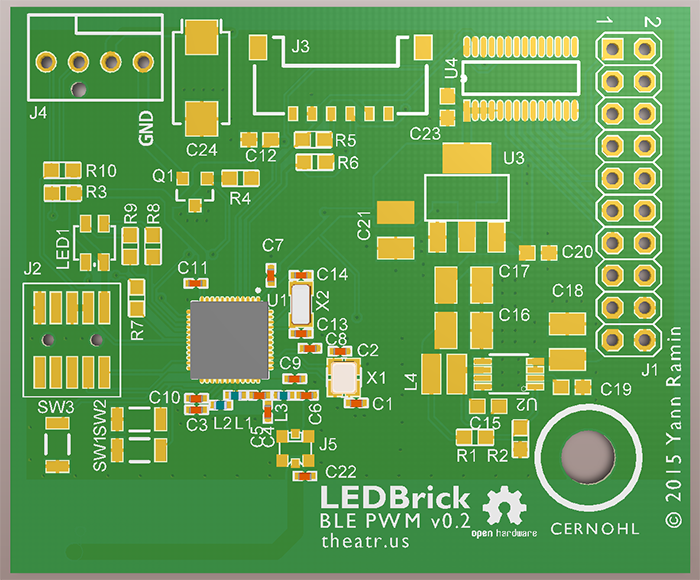 1 2
J4
GND
C24
J3
U4
C23
C12
R5
R6
U3
R10
R3
Q1
R4
C21
LED1
R9
R8
C20
J2
C11
C7
C14
U1
X2
C17
C16
C18
R7
C13
C8
C2
C9
X1
L4
J1
C10
C3
L2
L1
C5
C4
L3
C6
C1
U2
C19
C15
SW3
SW1
SW2
J5
R1
R2
C22
LEDBrick
BLE PWM v0.2
theatr.us
open hardware
CERNOHL
© 2015 Yann Ramin